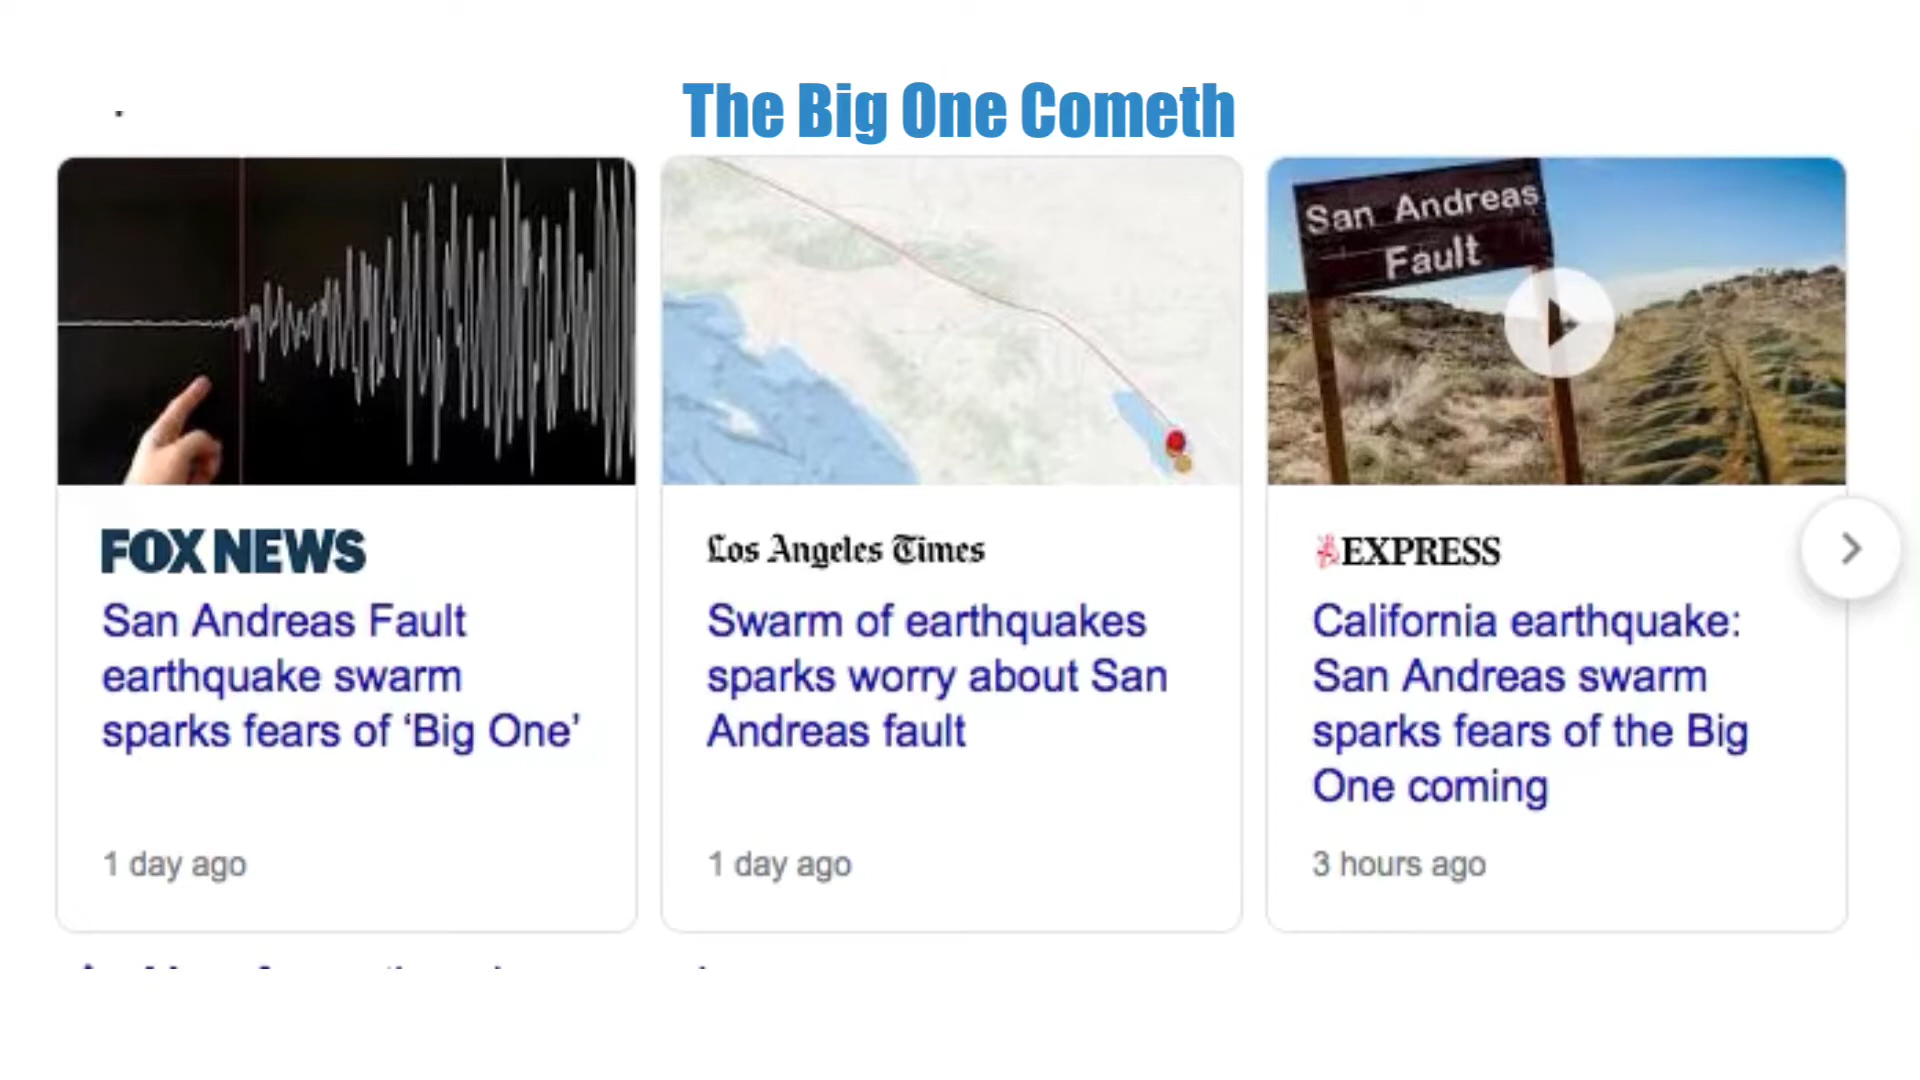 The Big One Cometh
San Andreas
Fault
FOX NEWS
San Andreas Fault
earthquake swarm
sparks fears of ‘Big One’
1 day ago
Los Angeles Times
Swarm of earthquakes
sparks worry about San
Andreas fault
1 day ago
EXPRESS
California earthquake:
San Andreas swarm
sparks fears of the Big
One coming
3 hours ago